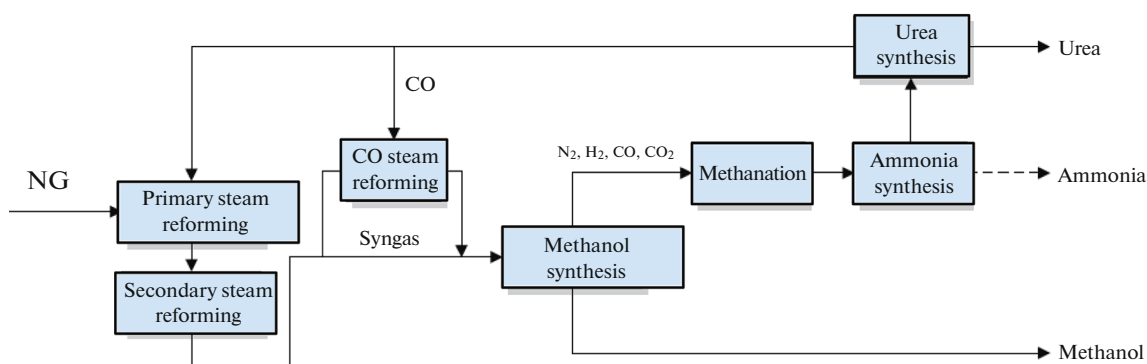 Urea
synthesis
Urea
CO
CO steam
reforming
N₂, H₂, CO, CO₂
Methanation
Ammonia
synthesis
Ammonia
NG
Primary steam
reforming
Syngas
Methanol
synthesis
Secondary steam
reforming
Methanol